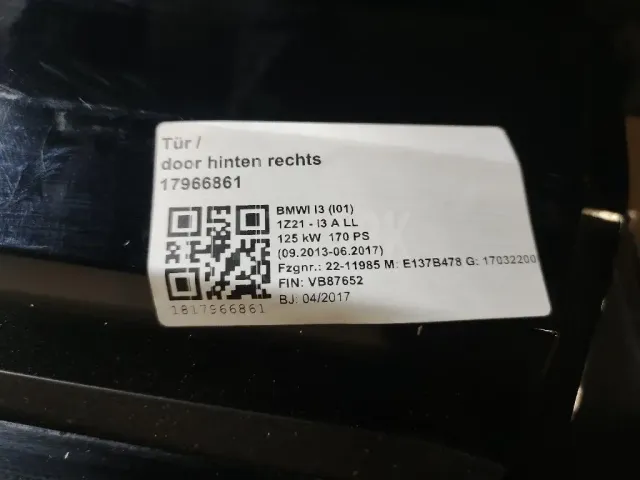 Tür /
door hinten rechts
17966861
BMWI I3 (I01)
1Z21 - I3 A LL
125 kW 170 PS
(09.2013-06.2017)
Fzgnr.: 22-11985 M: E137B478 G: 17032200
FIN: VB87652
BJ: 04/2017
1817966861